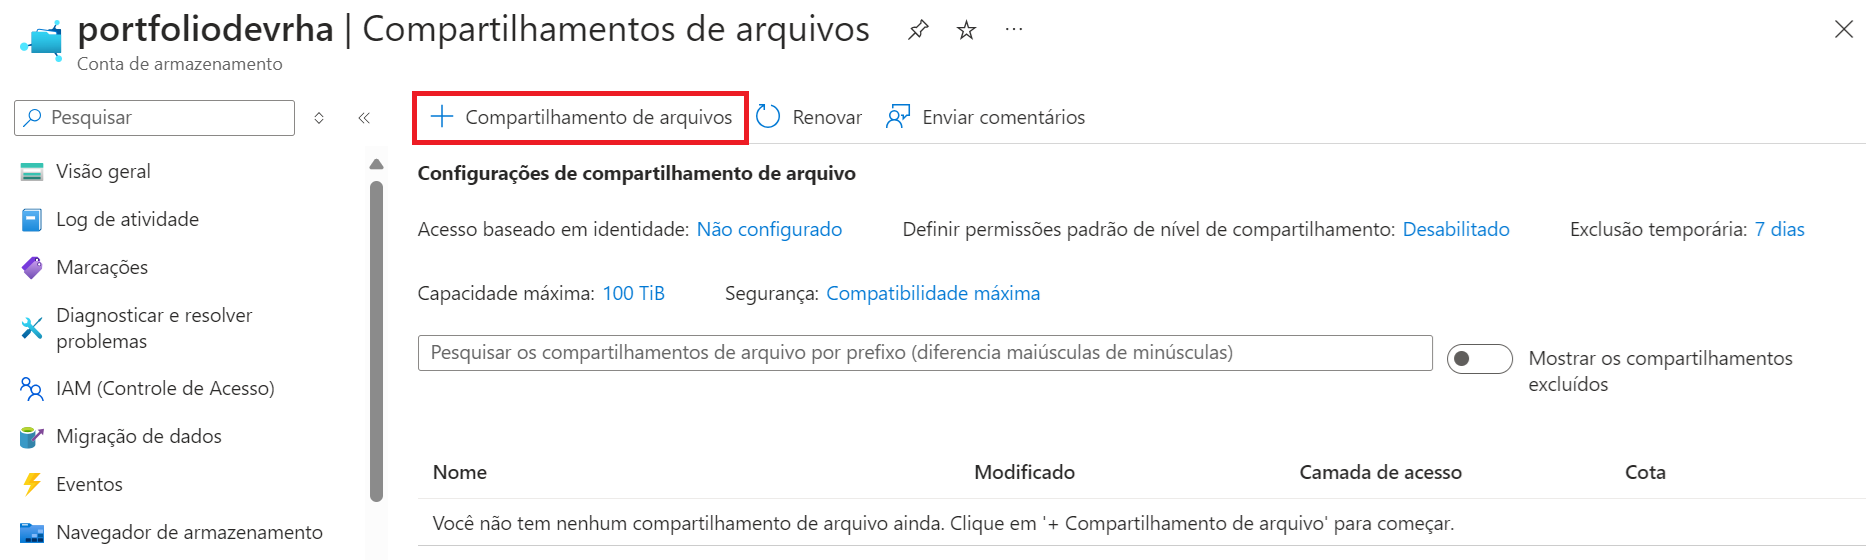 portfoliodevrha | Compartilhamentos de arquivos
Conta de armazenamento
Pesquisar
Visão geral
Log de atividade
Marcações
Diagnosticar e resolver
problemas
IAM (Controle de Acesso)
Migração de dados
Eventos
Navegador de armazenamento
Compartilhamento de arquivos Renovar Enviar comentários
Configurações de compartilhamento de arquivo
Acesso baseado em identidade: Não configurado Definir permissões padrão de nível de compartilhamento: Desabilitado Exclusão temporária: 7 dias
Capacidade máxima: 100 TiB Segurança: Compatibilidade máxima
Pesquisar os compartilhamentos de arquivo por prefixo (diferencia maiúsculas de minúsculas)
Mostrar os compartilhamentos
excluídos
Nome Modificado Camada de acesso Cota
Você não tem nenhum compartilhamento de arquivo ainda. Clique em '+ Compartilhamento de arquivo' para começar.